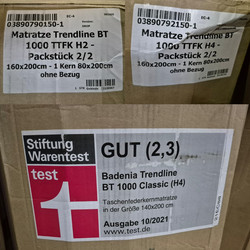 03890790150-1
Matratze Trendline BT
1000 TTFK H2 -
Packstück 2/2
160x200cm - 1 Kern 80x200cm
ohne Bezug
03890792150-1
Matratze Trendline BT
1000 TTFK H4 -
Packstück 2/2
160x200cm - 1 Kern 80x200cm
ohne Bezug
Stiftung
Warentest
test
GUT (2,3)
Badenia Trendline
BT 1000 Classic (H4)
Taschenfederkernmatratze
in der Größe 140x200 cm
Ausgabe 10/2021
www.test.de